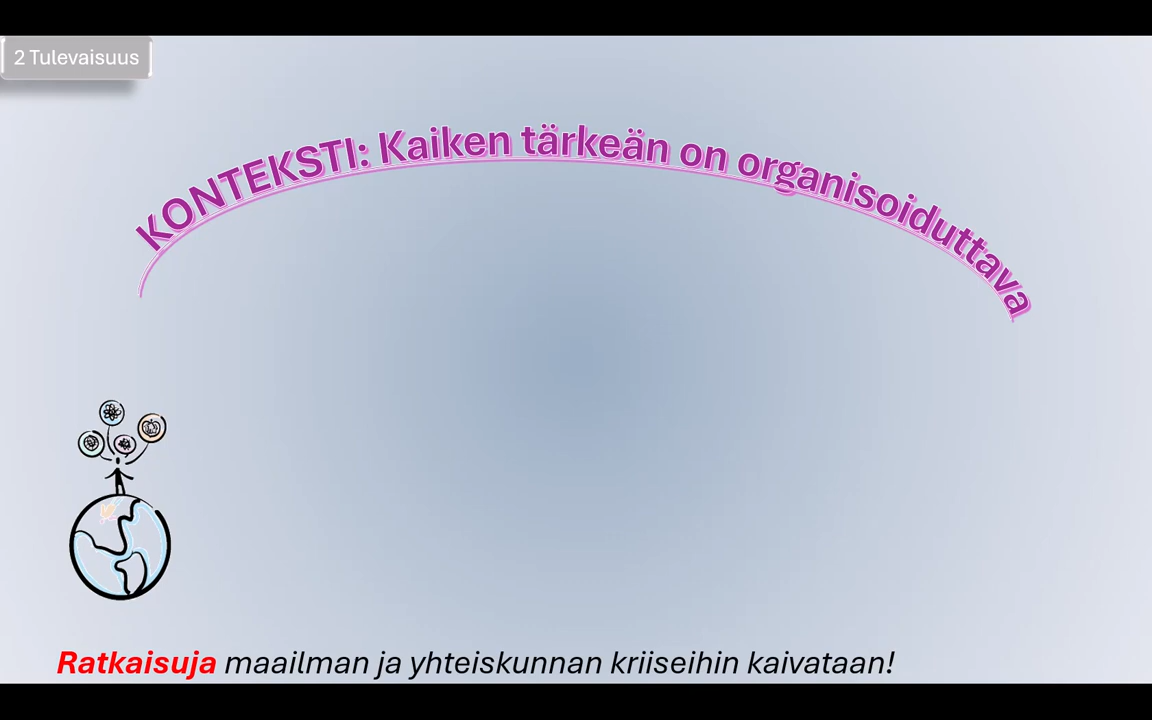 2 Tulevaisuus
KONTEKSTI: Kaiken tärkeän on organisoiduttava
Ratkaisuja maailman ja yhteiskunnan kriiseihin kaivataan!